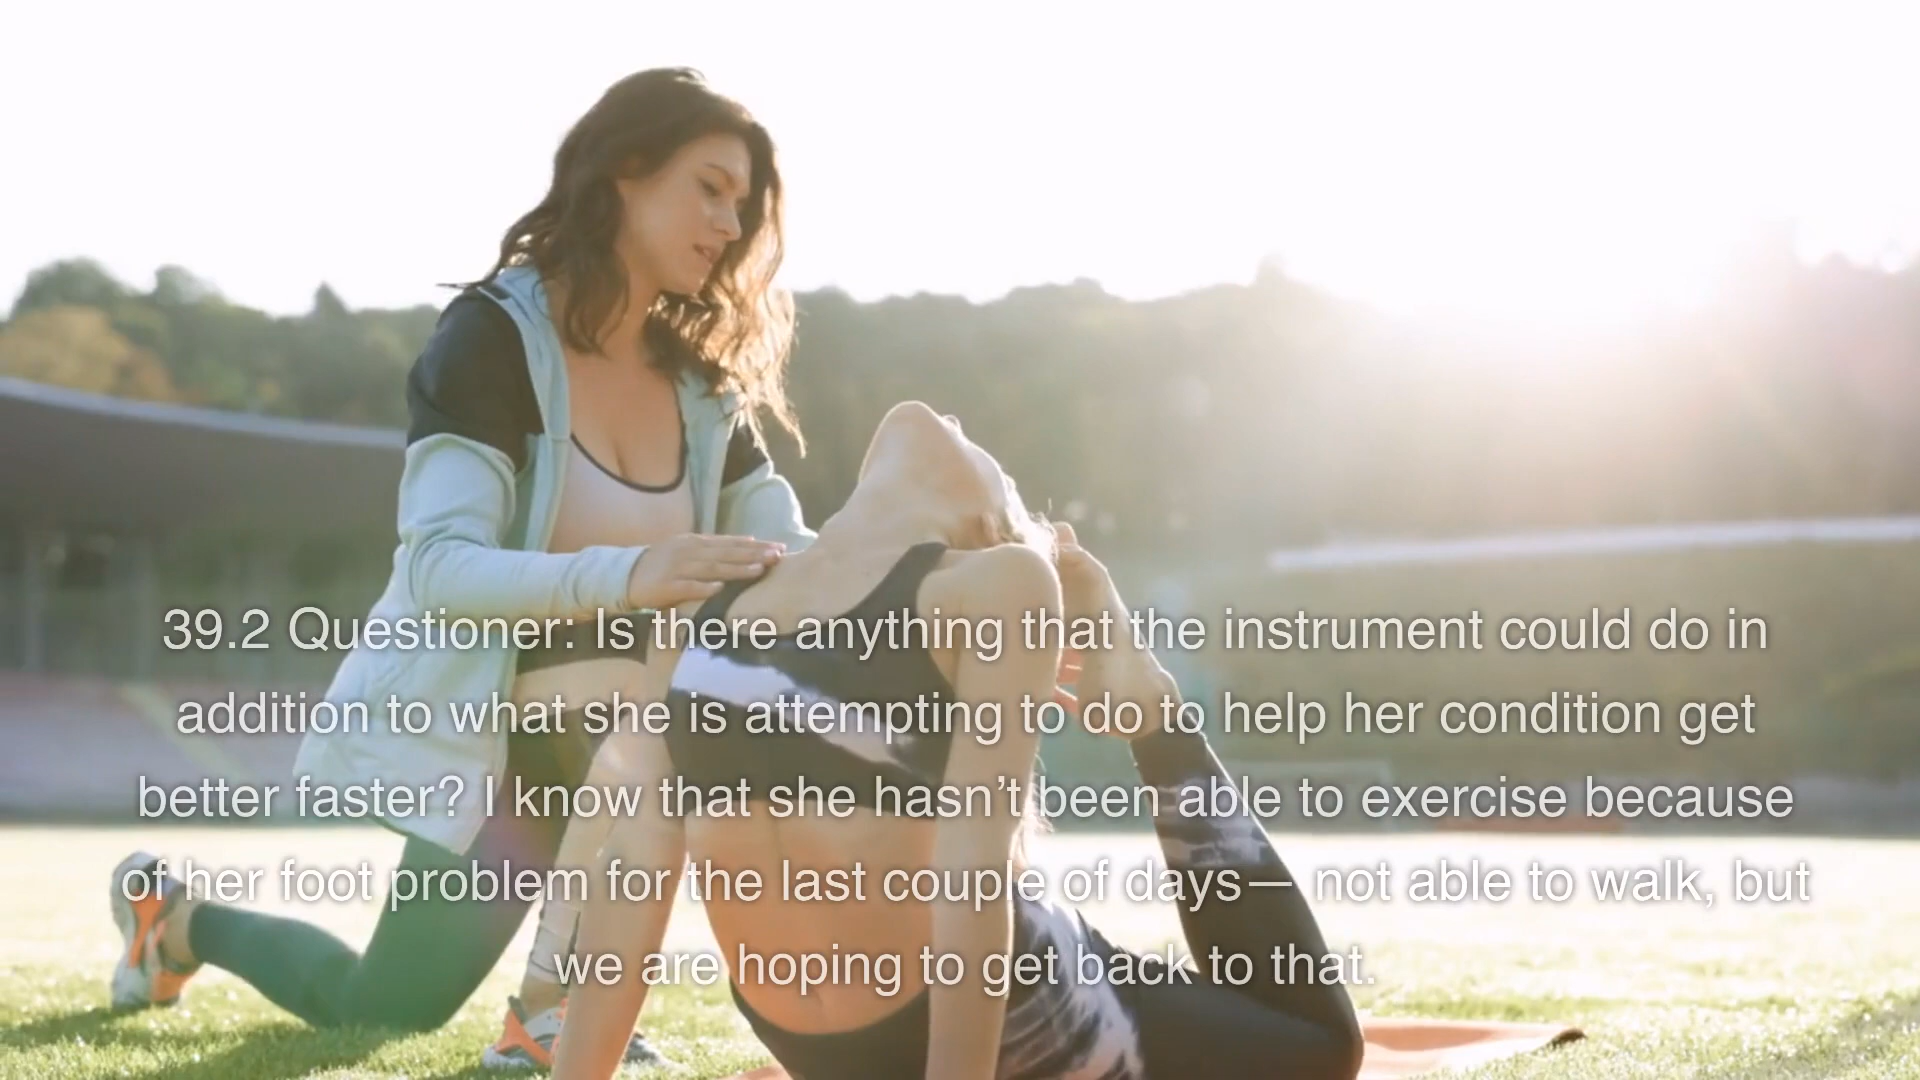 39.2 Questioner: Is there anything that the instrument could do in
addition to what she is attempting to do to help her condition get
better faster? I know that she hasn’t been able to exercise because
of her foot problem for the last couple of days— not able to walk, but
we are hoping to get back to that.